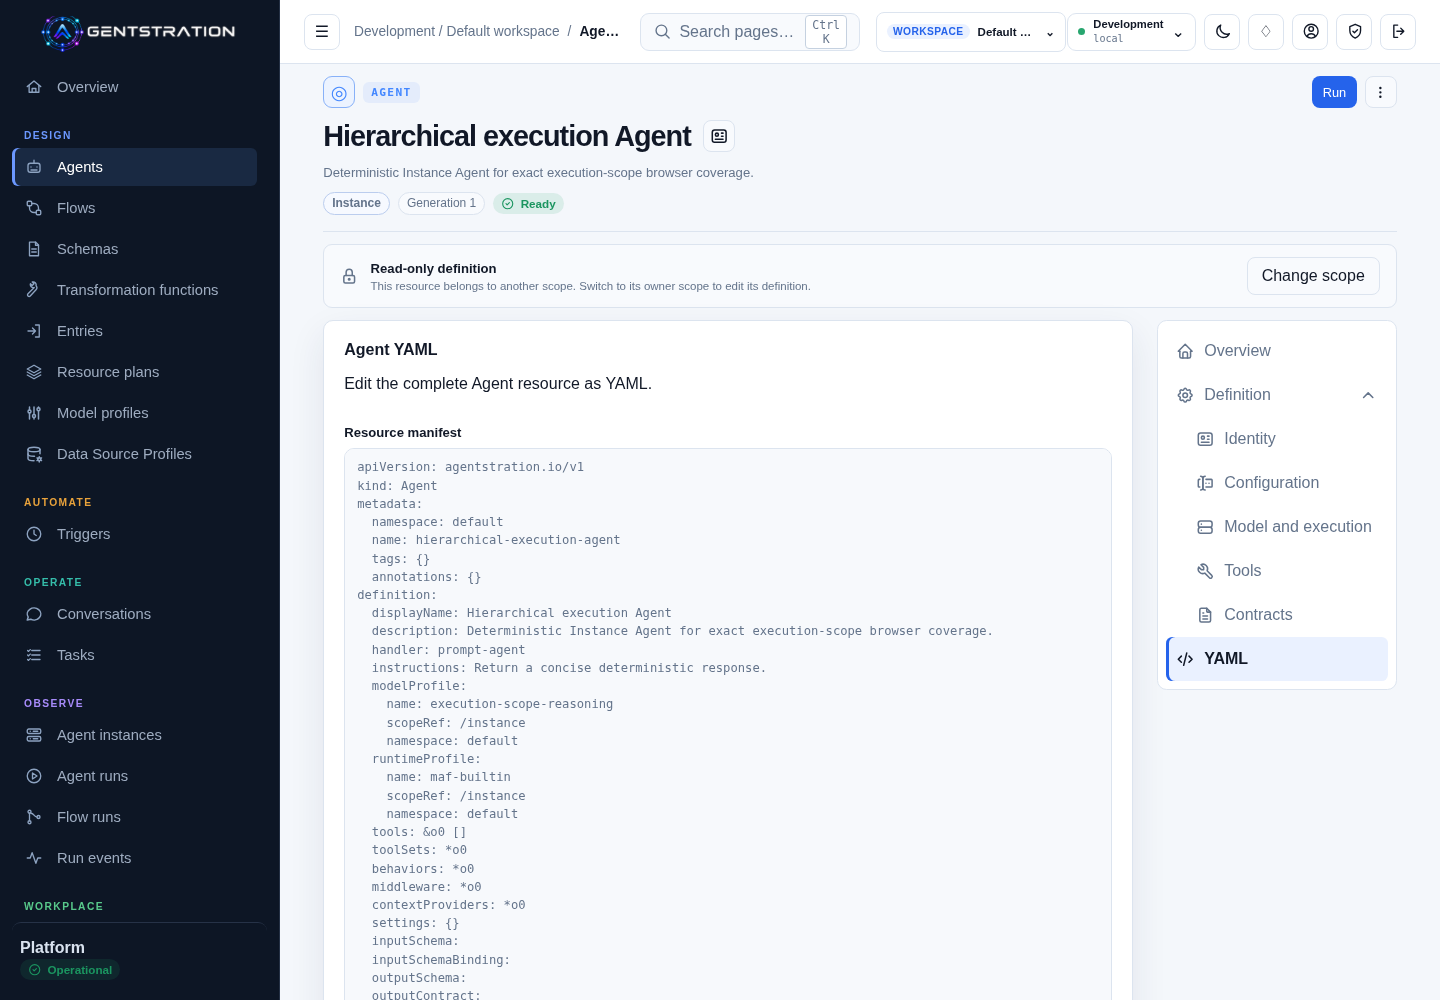 GENTSTRATION
Overview
DESIGN
Agents
Flows
Schemas
Transformation functions
Entries
Resource plans
Model profiles
Data Source Profiles
AUTOMATE
Triggers
OPERATE
Conversations
Tasks
OBSERVE
Agent instances
Agent runs
Flow runs
Run events
WORKPLACE
Platform
Operational
Development / Default workspace / Age...
Search pages...
Ctrl
K
WORKSPACE Default ...
Development
local
AGENT
Run
Hierarchical execution Agent
Deterministic Instance Agent for exact execution-scope browser coverage.
Instance
Generation 1
Ready
Read-only definition
This resource belongs to another scope. Switch to its owner scope to edit its definition.
Change scope
Agent YAML
Edit the complete Agent resource as YAML.
Resource manifest
apiVersion: agentstration.io/v1
kind: Agent
metadata:
  namespace: default
  name: hierarchical-execution-agent
  tags: {}
  annotations: {}
definition:
  displayName: Hierarchical execution Agent
  description: Deterministic Instance Agent for exact execution-scope browser coverage.
  handler: prompt-agent
  instructions: Return a concise deterministic response.
  modelProfile:
    name: execution-scope-reasoning
    scopeRef: /instance
    namespace: default
  runtimeProfile:
    name: maf-builtin
    scopeRef: /instance
    namespace: default
  tools: &o0 []
  toolSets: *o0
  behaviors: *o0
  middleware: *o0
  contextProviders: *o0
  settings: {}
  inputSchema:
  inputSchemaBinding:
  outputSchema:
  outputContract:
Overview
Definition
Identity
Configuration
Model and execution
Tools
Contracts
YAML